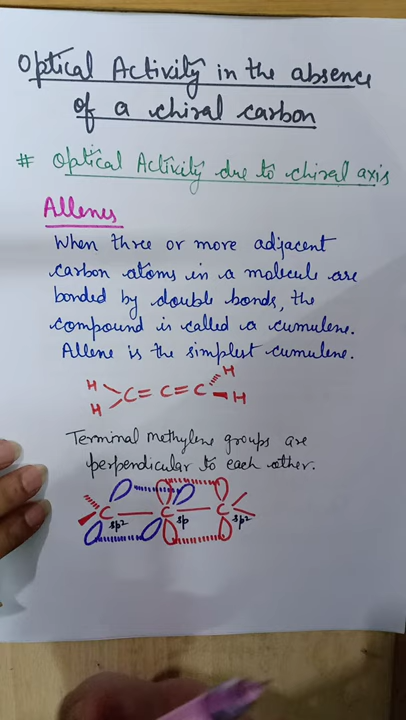 Optical Activity in the absence
of a chiral carbon
# Optical Activity due to chiral axis
Allenes
When three or more adjacent
carbon atoms in a molecule are
bonded by double bonds, the
compound is called a cumulene.
Allene is the simplest cumulene.
H H
C=C=C
H H
Terminal methylene groups are
perpendicular to each other.
C C C
sp2 sp sp2